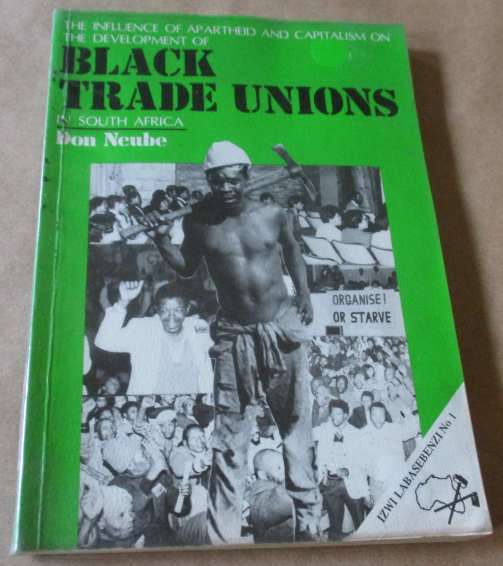 THE INFLUENCE OF APARTHEID AND CAPITALISM ON
THE DEVELOPMENT OF
BLACK
TRADE UNIONS
IN SOUTH AFRICA
Don Ncube
ORGANISE!
OR STARVE
IZWI LABASEBENZI.No 1